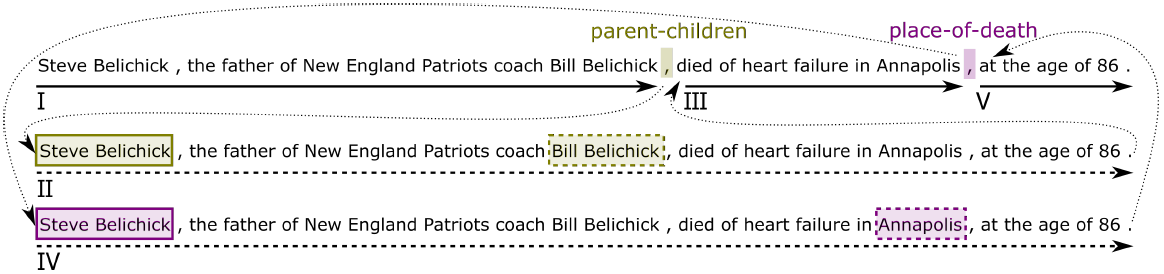 parent-children place-of-death
Steve Belichick , the father of New England Patriots coach Bill Belichick , died of heart failure in Annapolis , at the age of 86 .
I III V
Steve Belichick , the father of New England Patriots coach Bill Belichick , died of heart failure in Annapolis , at the age of 86 .
II
Steve Belichick , the father of New England Patriots coach Bill Belichick , died of heart failure in Annapolis , at the age of 86 .
IV